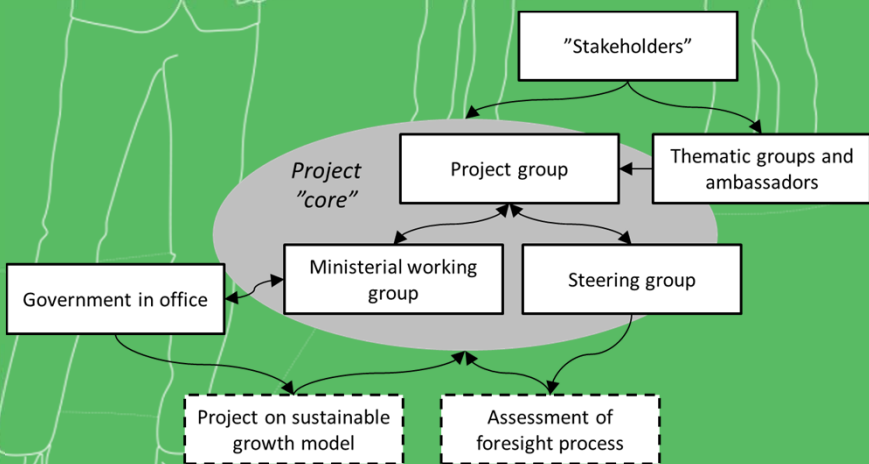 ”Stakeholders”
Project
”core”
Project group
Thematic groups and
ambassadors
Ministerial working
group
Steering group
Government in office
Project on sustainable
growth model
Assessment of
foresight process